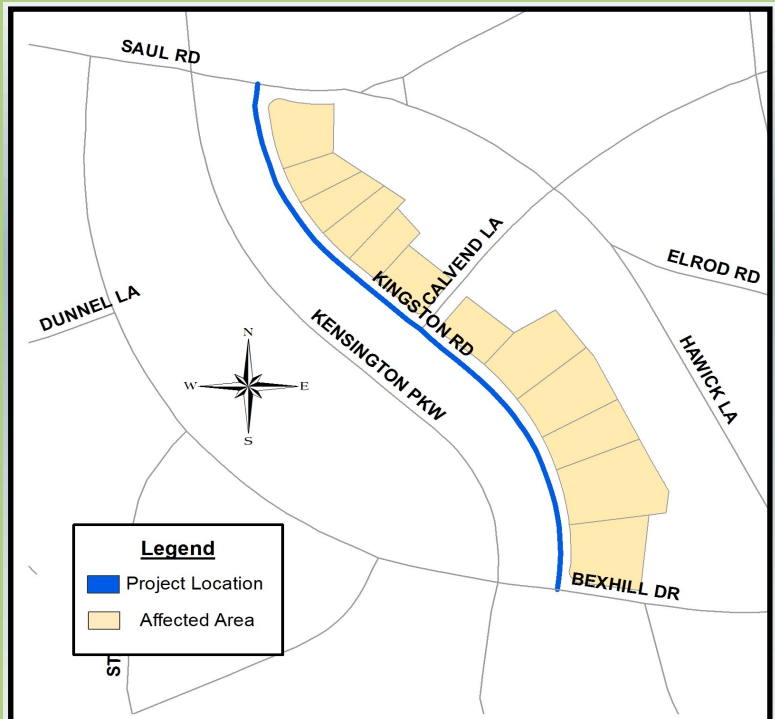 SAUL RD
CALVEND LA
ELROD RD
DUNNEL LA
KINGSTON RD
KENSINGTON PKW
HAWICK LA
N
W
E
S
BEXHILL DR
Legend
Project Location
Affected Area
ST